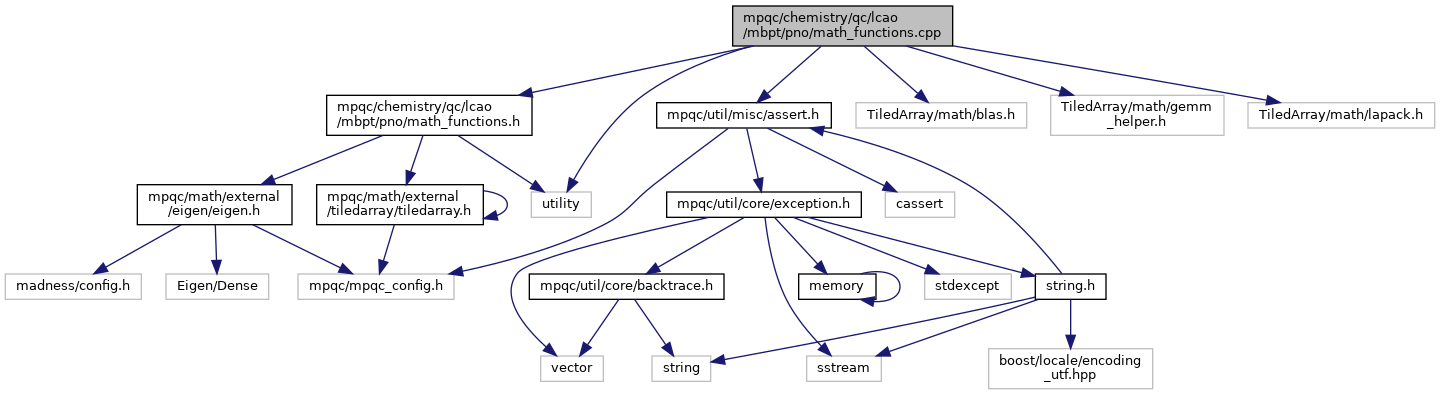 mpqc/chemistry/qc/lcao
/mbpt/pno/math_functions.cpp
mpqc/chemistry/qc/lcao
/mbpt/pno/math_functions.h
mpqc/util/misc/assert.h
TiledArray/math/blas.h
TiledArray/math/gemm
_helper.h
TiledArray/math/lapack.h
mpqc/math/external
/eigen/eigen.h
mpqc/math/external
/tiledarray/tiledarray.h
utility
mpqc/util/core/exception.h
cassert
madness/config.h
Eigen/Dense
mpqc/mpqc_config.h
mpqc/util/core/backtrace.h
memory
stdexcept
string.h
vector
string
sstream
boost/locale/encoding
_utf.hpp